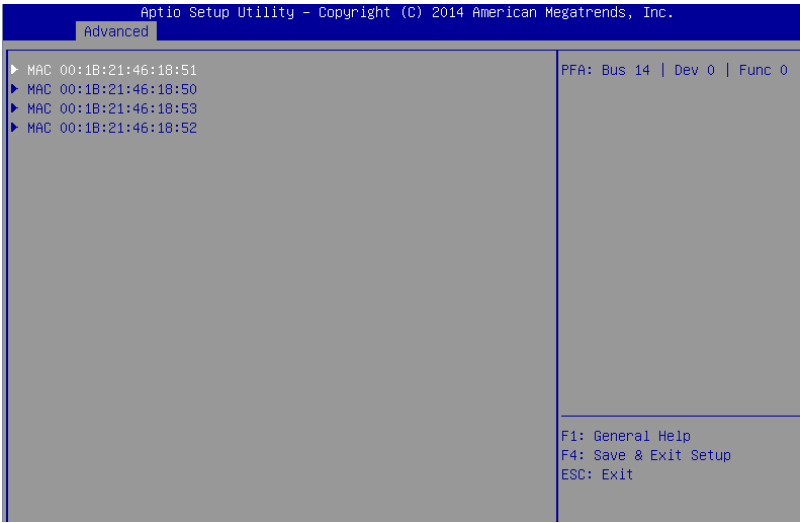 Aptio Setup Utility – Copyright (C) 2014 American Megatrends, Inc.
Advanced
MAC 00:1B:21:46:18:51
MAC 00:1B:21:46:18:50
MAC 00:1B:21:46:18:53
MAC 00:1B:21:46:18:52
PFA: Bus 14 | Dev 0 | Func 0
F1: General Help
F4: Save & Exit Setup
ESC: Exit